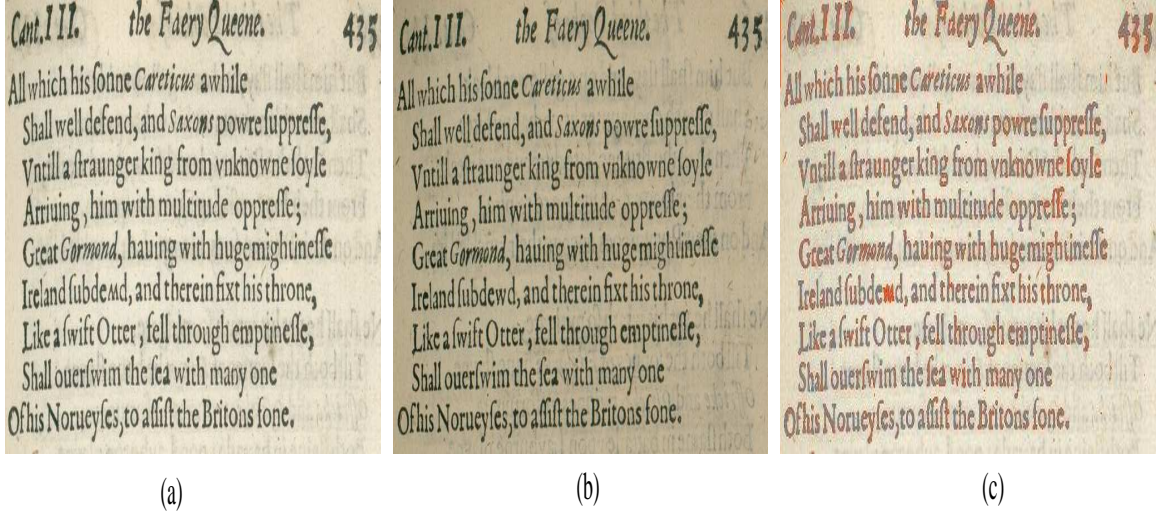 Cant.III. the Faery Queene. 435
All which his ſonne Careticus awhile
Shall well defend, and Saxons powre ſuppreſſe,
Vntill a ſtraunger king from vnknowne ſoyle
Arriuing, him with multitude oppreſſe;
Great Gormond, hauing with huge mightineſſe
Ireland ſubdeʍd, and therein fixt his throne,
Like a ſwift Otter, fell through emptineſſe,
Shall ouerſwim the ſea with many one
Of his Norueyſes, to aſſiſt the Britons fone.
(a)
Cant.III. the Faery Queene. 435
All which his ſonne Careticus awhile
Shall well defend, and Saxons powre ſuppreſſe,
Vntill a ſtraunger king from vnknowne ſoyle
Arriuing, him with multitude oppreſſe;
Great Gormond, hauing with huge mightineſſe
Ireland ſubdewd, and therein fixt his throne,
Like a ſwift Otter, fell through emptineſſe,
Shall ouerſwim the ſea with many one
Of his Norueyſes, to aſſiſt the Britons fone.
(b)
Cant.III. the Faery Queene. 435
All which his ſonne Careticus awhile
Shall well defend, and Saxons powre ſuppreſſe,
Vntill a ſtraunger king from vnknowne ſoyle
Arriuing, him with multitude oppreſſe;
Great Gormond, hauing with huge mightineſſe
Ireland and therein fixt his throne,
Like a ſwift Otter, fell through emptineſſe,
Shall ouerſwim the ſea with many one
Of his Norueyſes, to aſſiſt the Britons fone.
(c)